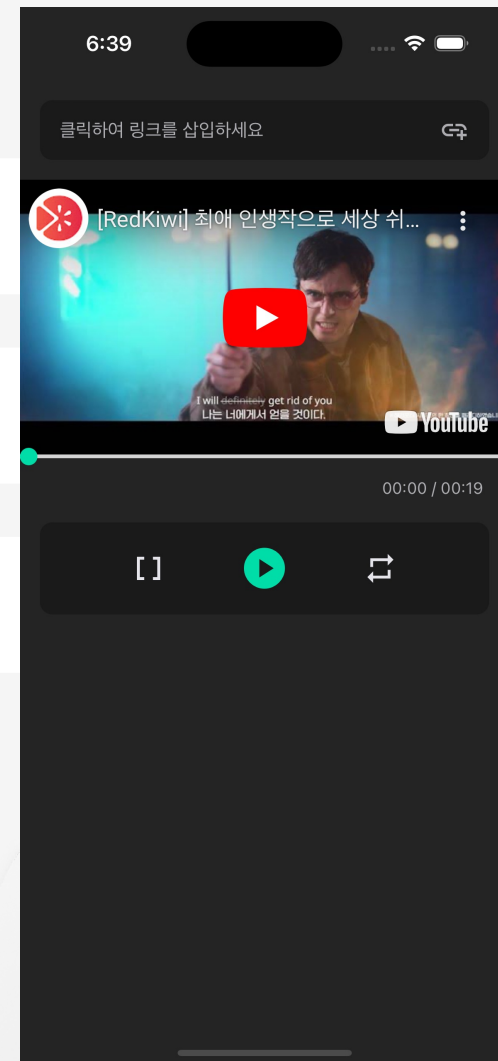 6:39
클릭하여 링크를 삽입하세요
[RedKiwi] 최애 인생작으로 세상 쉬...
I will definitely get rid of you
나는 너에게서 얻을 것이다.
YouTube
00:00 / 00:19